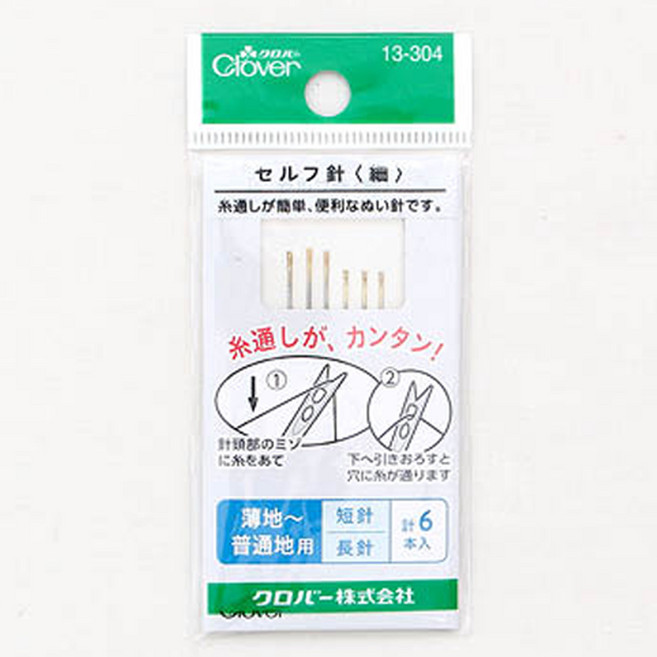 クロバー
Clover
13-304
セルフ針〈細〉
糸通しが簡単、便利なぬい針です。
糸通しが、カンタン!
①
②
針頭部のミゾ
に糸をあて
下へ引きおろすと
穴に糸が通ります
薄地～
普通地用
短針
長針
計6
本入
クロバー株式会社
Clover